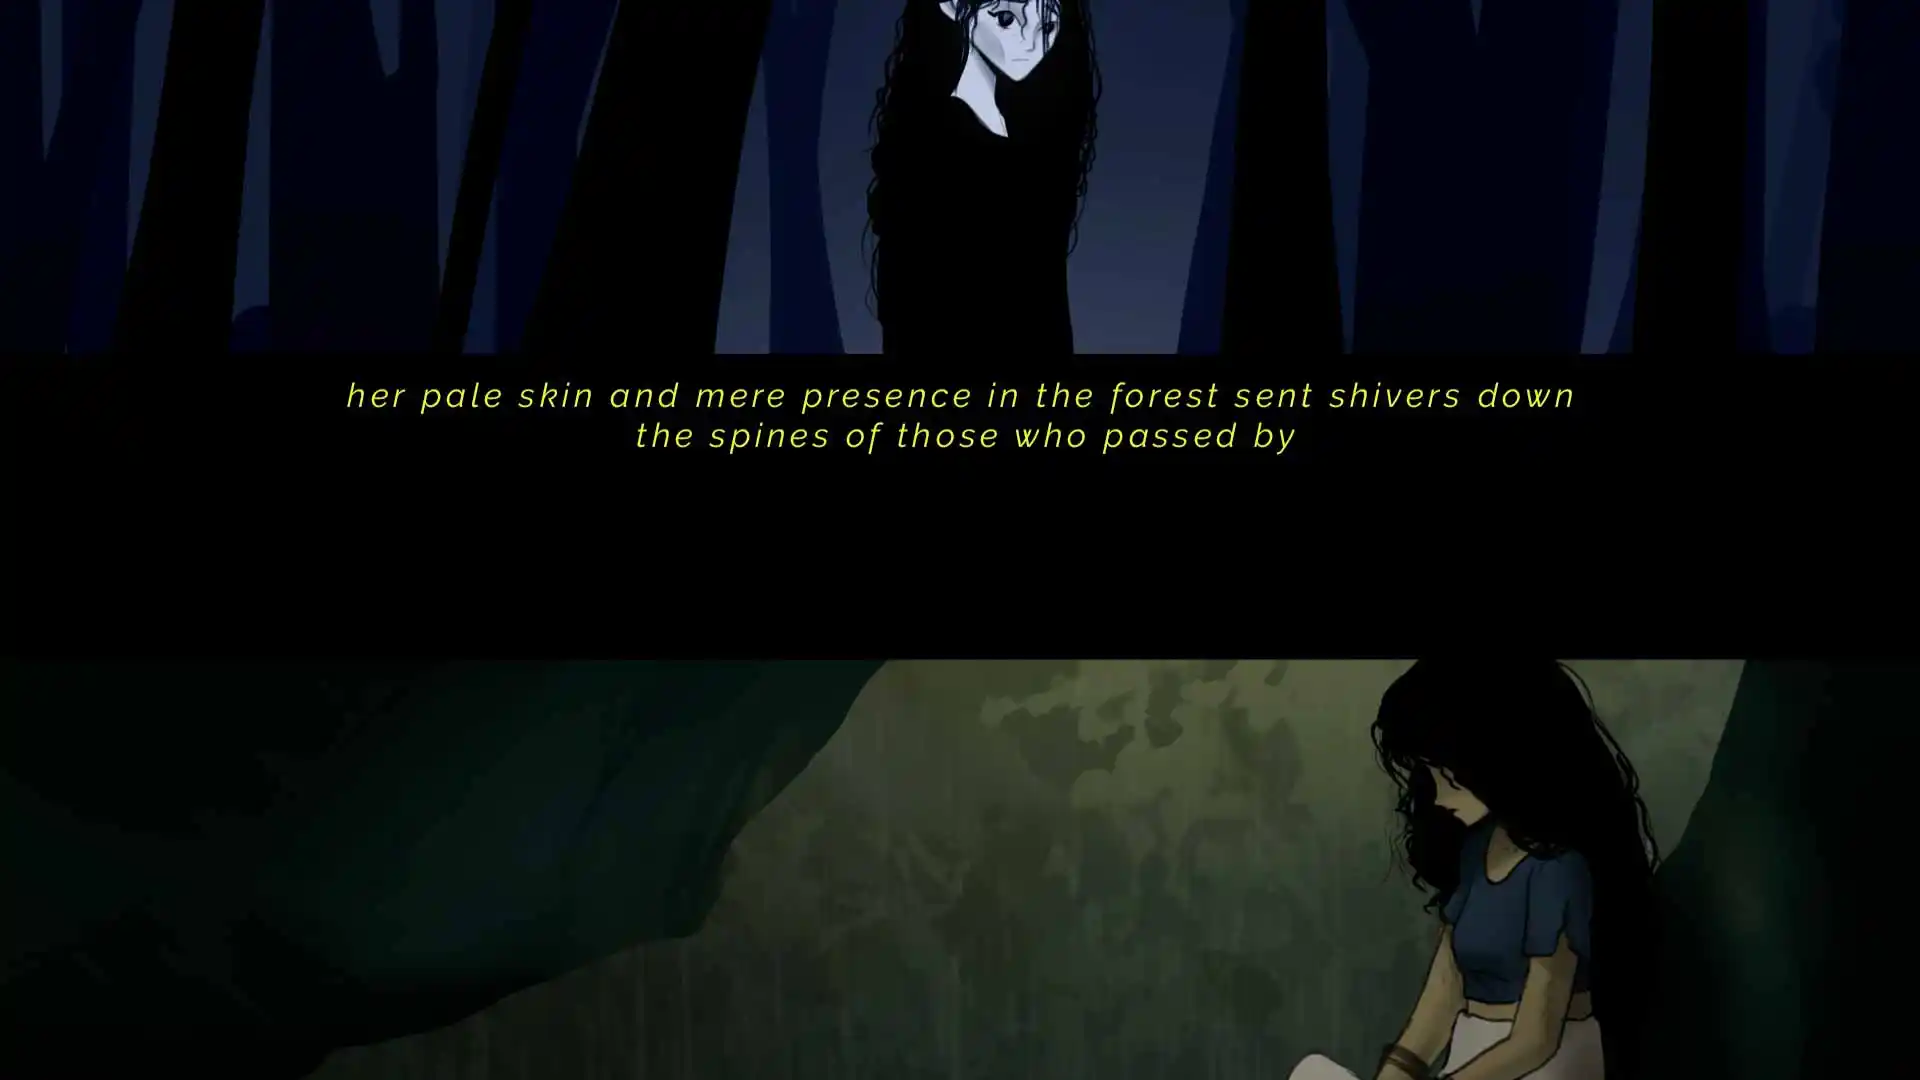 her pale skin and mere presence in the forest sent shivers down
the spines of those who passed by